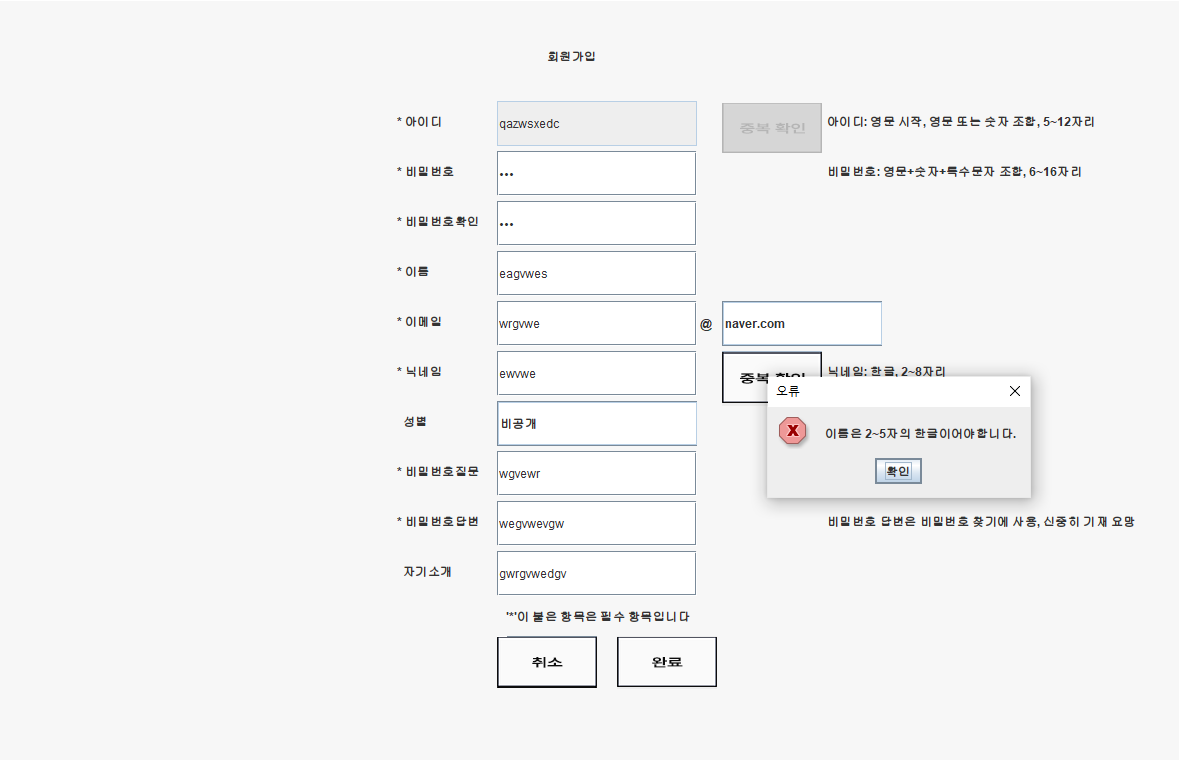 회원가입
* 아이디 qazwsxedc 중복 확인 아이디: 영문 시작, 영문 또는 숫자 조합, 5~12자리
* 비밀번호 ••• 비밀번호: 영문+숫자+특수문자 조합, 6~16자리
* 비밀번호확인 •••
* 이름 eagvwes
* 이메일 wrgvwe @ naver.com
* 닉네임 ewvwe 중복 확인 닉네임: 한글, 2~8자리
오류
성별 비공개
이름은 2~5자의 한글이어야합니다.
확인
* 비밀번호질문 wgvewr
* 비밀번호답변 wegvwevgw 비밀번호 답변은 비밀번호 찾기에 사용, 신중히 기재 요망
자기소개 gwrgvwedgv
'*'이 붙은 항목은 필수 항목입니다
취소 완료